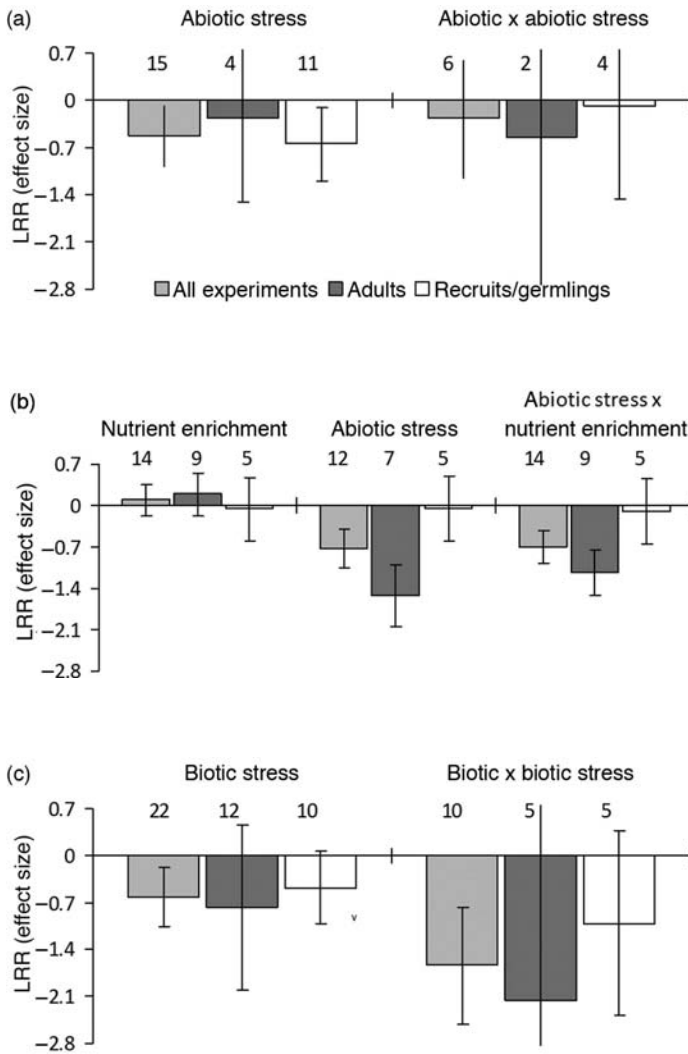 (a)
Abiotic stress
Abiotic x abiotic stress
15 4 11 6 2 4
LRR (effect size)
0.7
0
−0.7
−1.4
−2.1
−2.8
All experiments Adults Recruits/germlings
(b)
Nutrient enrichment
Abiotic stress
Abiotic stress x
nutrient enrichment
14 9 5 12 7 5 14 9 5
LRR (effect size)
0.7
0
−0.7
−1.4
−2.1
−2.8
(c)
Biotic stress
Biotic x biotic stress
22 12 10 10 5 5
LRR (effect size)
0.7
0
−0.7
−1.4
−2.1
−2.8
v